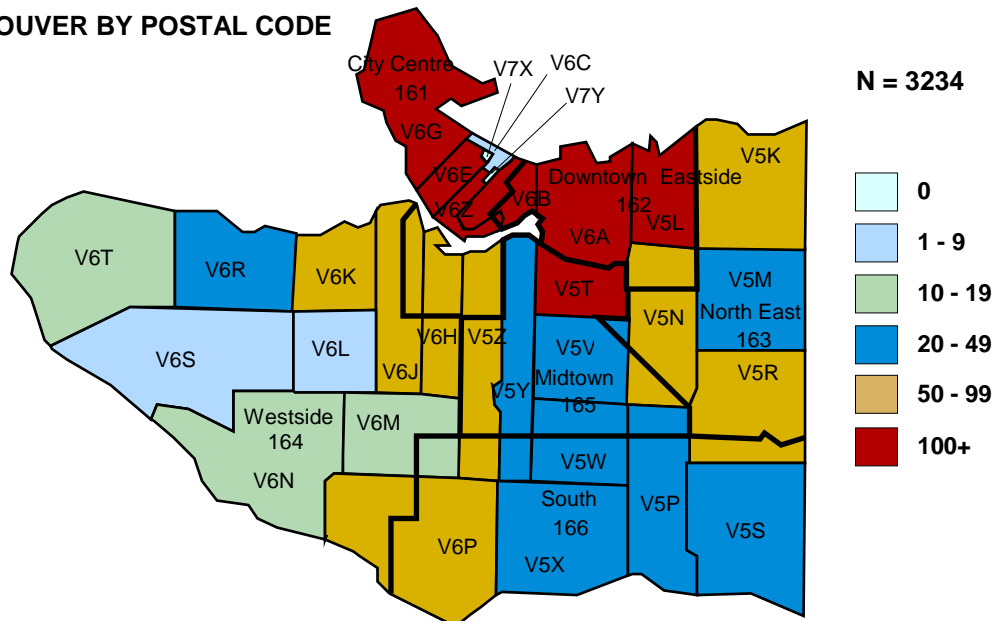 OUVER BY POSTAL CODE
N = 3234
City Centre
161
V7X
V6C
V7Y
V6G
V6E
V6Z
V6B
Downtown Eastside
162
V6A
V5L
V5K
V6T
V6R
V6K
V5T
V5M
North East
163
V6S
V6L
V6J
V6H
V5Z
V5Y
V5V
Midtown
165
V5N
V5R
Westside
164
V6M
V6N
V5W
South
166
V5P
V5S
V6P
V5X
0
1 - 9
10 - 19
20 - 49
50 - 99
100+